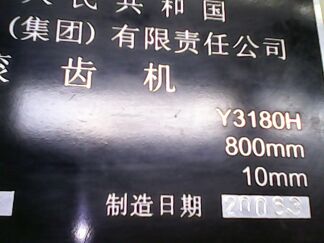 人民共和国
(集团)有限责任公司
滚齿机
Y3180H
800mm
10mm
制造日期